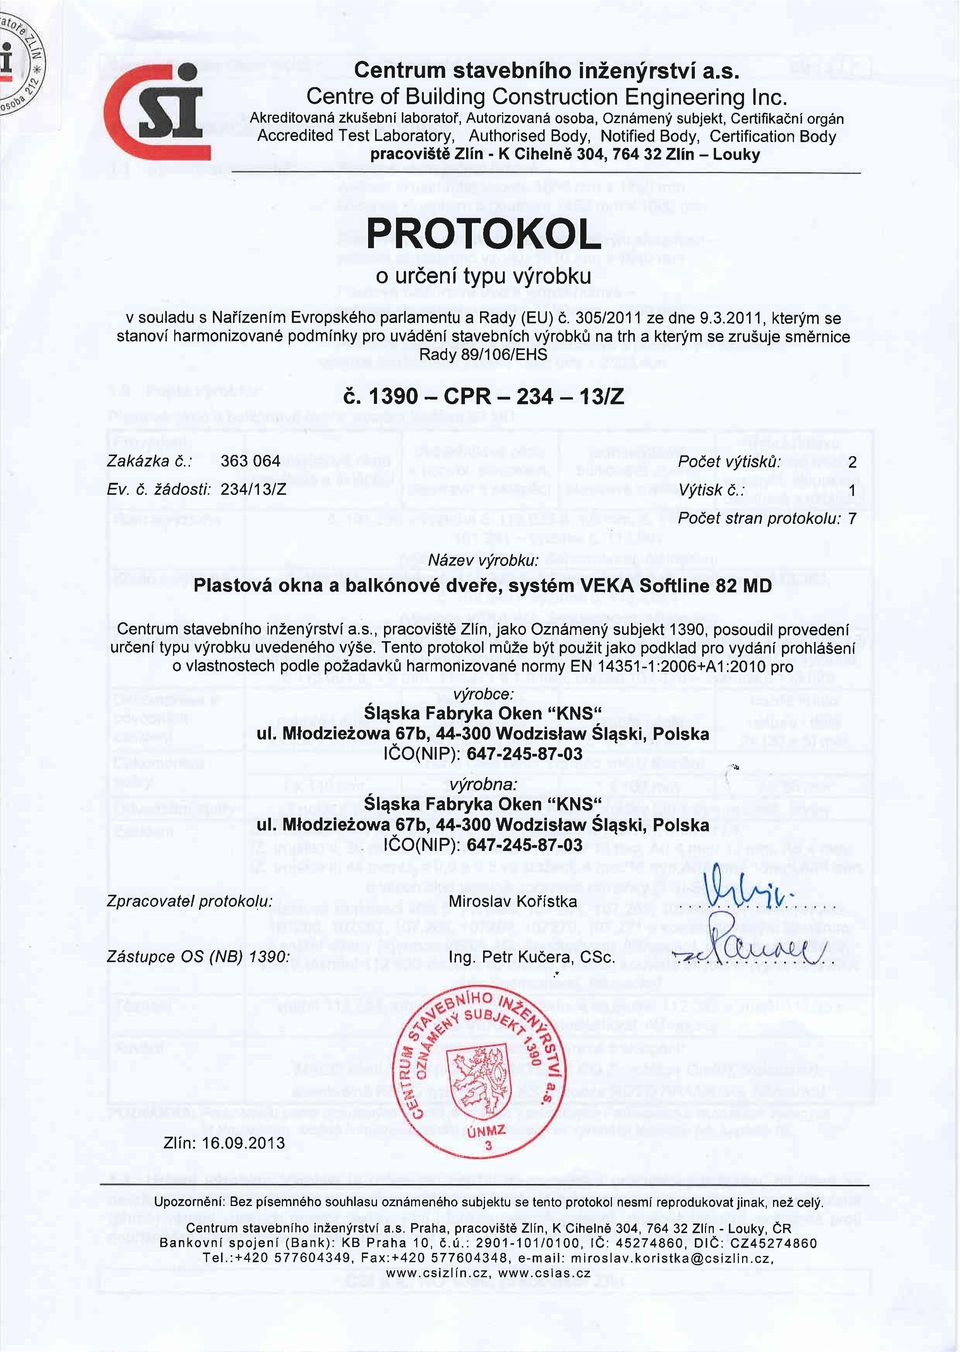 CSI
Centrum stavebního inženýrství a.s.
Centre of Building Construction Engineering Inc.
Akreditovaná zkušební laboratoř, Autorizovaná osoba, Oznámený subjekt, Certifikační orgán
Accredited Test Laboratory, Authorised Body, Notified Body, Certification Body
pracoviště Zlín - K Cihelně 304, 764 32 Zlín – Louky
PROTOKOL
o určení typu výrobku
v souladu s Nařízením Evropského parlamentu a Rady (EU) č. 305/2011 ze dne 9.3.2011, kterým se
stanoví harmonizované podmínky pro uvádění stavebních výrobků na trh a kterým se zrušuje směrnice
Rady 89/106/EHS
č. 1390 – CPR – 234 – 13/Z
Zakázka č.: 363 064 Počet výtisků: 2
Ev. č. žádosti: 234/13/Z Výtisk č.: 1
Počet stran protokolu: 7
Název výrobku:
Plastová okna a balkónové dveře, systém VEKA Softline 82 MD
Centrum stavebního inženýrství a.s., pracoviště Zlín, jako Oznámený subjekt 1390, posoudil provedení
určení typu výrobku uvedeného výše. Tento protokol může být použit jako podklad pro vydání prohlášení
o vlastnostech podle požadavků harmonizované normy EN 14351-1:2006+A1:2010 pro
výrobce:
Śląska Fabryka Oken “KNS“
ul. Młodzieżowa 67b, 44-300 Wodzisław Śląski, Polska
IČO(NIP): 647-245-87-03
výrobna:
Śląska Fabryka Oken “KNS“
ul. Młodzieżowa 67b, 44-300 Wodzisław Śląski, Polska
IČO(NIP): 647-245-87-03
Zpracovatel protokolu: Miroslav Kořístka
Zástupce OS (NB) 1390: Ing. Petr Kučera, CSc.
CENTRUM STAVEBNÍHO INŽENÝRSTVÍ a.s.
OZNÁMENÝ SUBJEKT 1390
ÚNMZ
3
Zlín: 16.09.2013
Upozornění: Bez písemného souhlasu oznámeného subjektu se tento protokol nesmí reprodukovat jinak, než celý.
Centrum stavebního inženýrství a.s. Praha, pracoviště Zlín, K Cihelně 304, 764 32 Zlín - Louky, ČR
Bankovní spojení (Bank): KB Praha 10, č.ú.: 2901-101/0100, IČ: 45274860, DIČ: CZ45274860
Tel.:+420 577604349, Fax:+420 577604348, e-mail: miroslav.koristka@csizlin.cz,
www.csizlin.cz, www.csias.cz